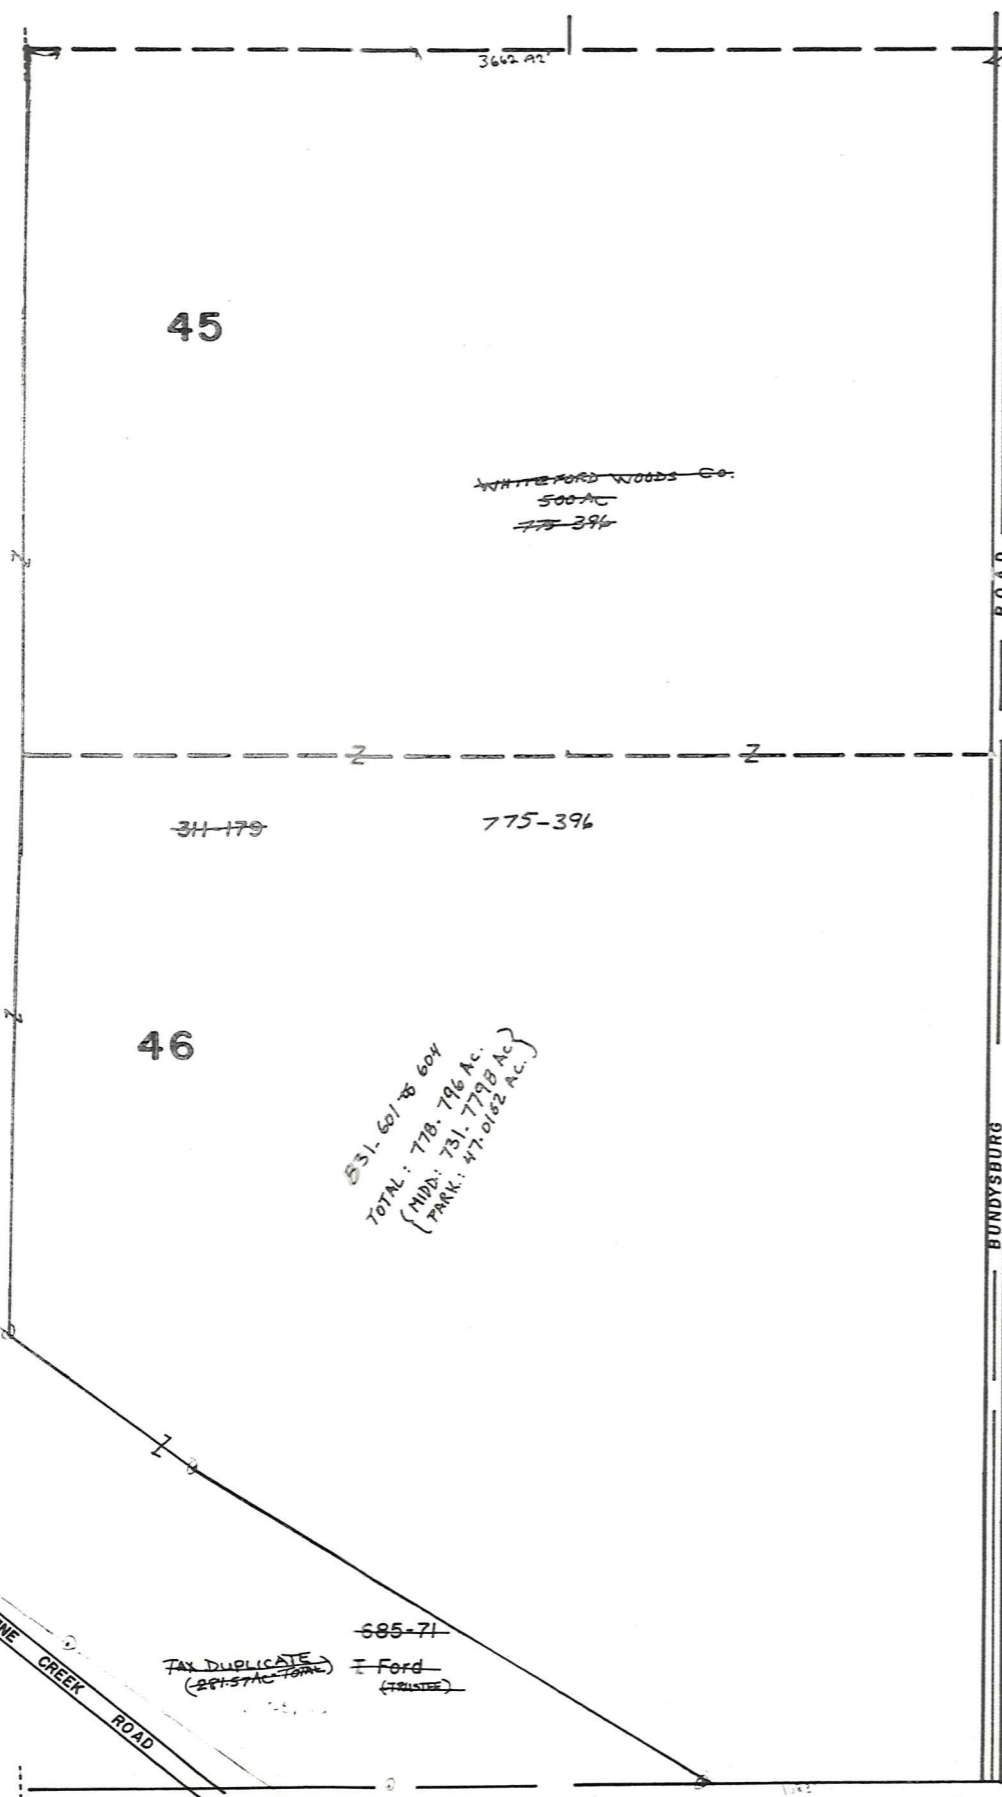 3662.92'
45
WHITEFORD WOODS CO.
500 AC
775-396
ROAD
Z
Z
Z
311-179
775-396
Z
46
831-601 TO 604
TOTAL: 778.796 AC.
{MIDD: 731.7798 AC}
{PARK: 47.0162 AC.}
BUNDYSBURG
Z
685-71
TAX DUPLICATE
(281.57 AC TOTAL)
Ford
(TRUSTEE)
CREEK
ROAD